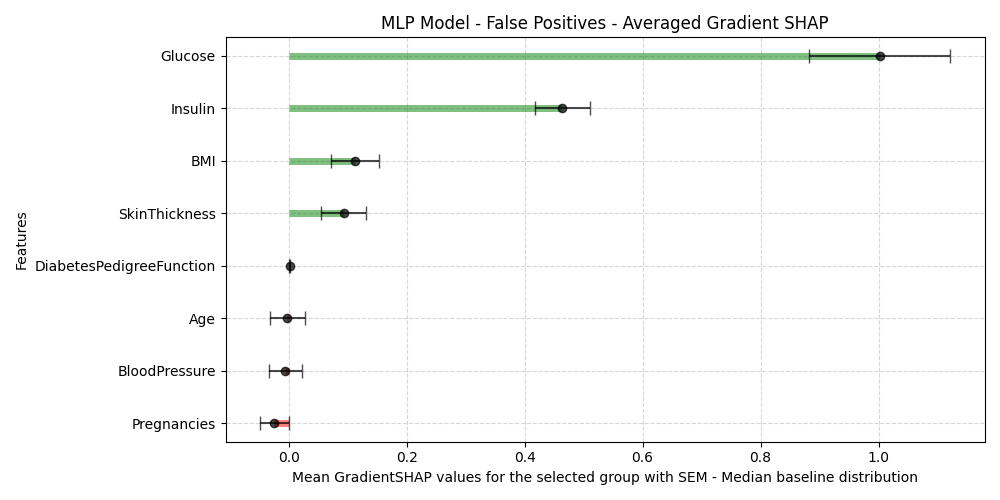 MLP Model - False Positives - Averaged Gradient SHAP
Glucose
Insulin
BMI
SkinThickness
DiabetesPedigreeFunction
Age
BloodPressure
Pregnancies
Features
0.0 0.2 0.4 0.6 0.8 1.0
Mean GradientSHAP values for the selected group with SEM - Median baseline distribution